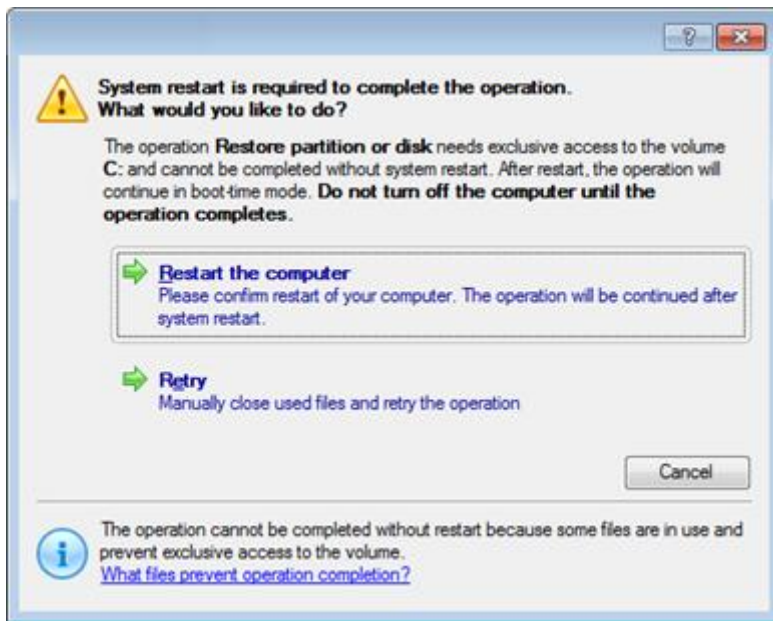 System restart is required to complete the operation.
What would you like to do?
The operation Restore partition or disk needs exclusive access to the volume
C: and cannot be completed without system restart. After restart, the operation will
continue in boot-time mode. Do not turn off the computer until the
operation completes.
Restart the computer
Please confirm restart of your computer. The operation will be continued after
system restart.
Retry
Manually close used files and retry the operation
Cancel
The operation cannot be completed without restart because some files are in use and
prevent exclusive access to the volume.
What files prevent operation completion?